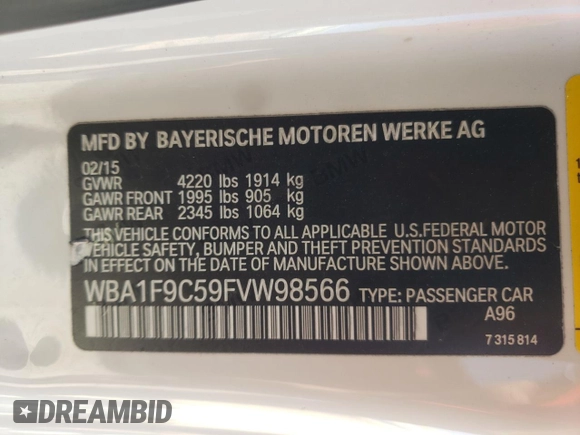 MFD BY BAYERISCHE MOTOREN WERKE AG
02/15
GVWR 4220 lbs 1914 kg
GAWR FRONT 1995 lbs 905 kg
GAWR REAR 2345 lbs 1064 kg
THIS VEHICLE CONFORMS TO ALL APPLICABLE U.S.FEDERAL MOTOR
VEHICLE SAFETY, BUMPER AND THEFT PREVENTION STANDARDS
IN EFFECT ON THE DATE OF MANUFACTURE SHOWN ABOVE.
WBA1F9C59FVW98566 TYPE: PASSENGER CAR
A96
7 315 814
DREAMBID